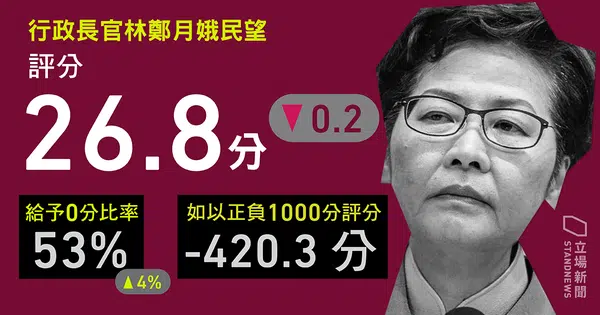 行政長官林鄭月娥民望
評分
26.8分
▼0.2
給予0分比率
53%
▲4%
如以正負1000分評分
-420.3 分
立場新聞
STANDNEWS